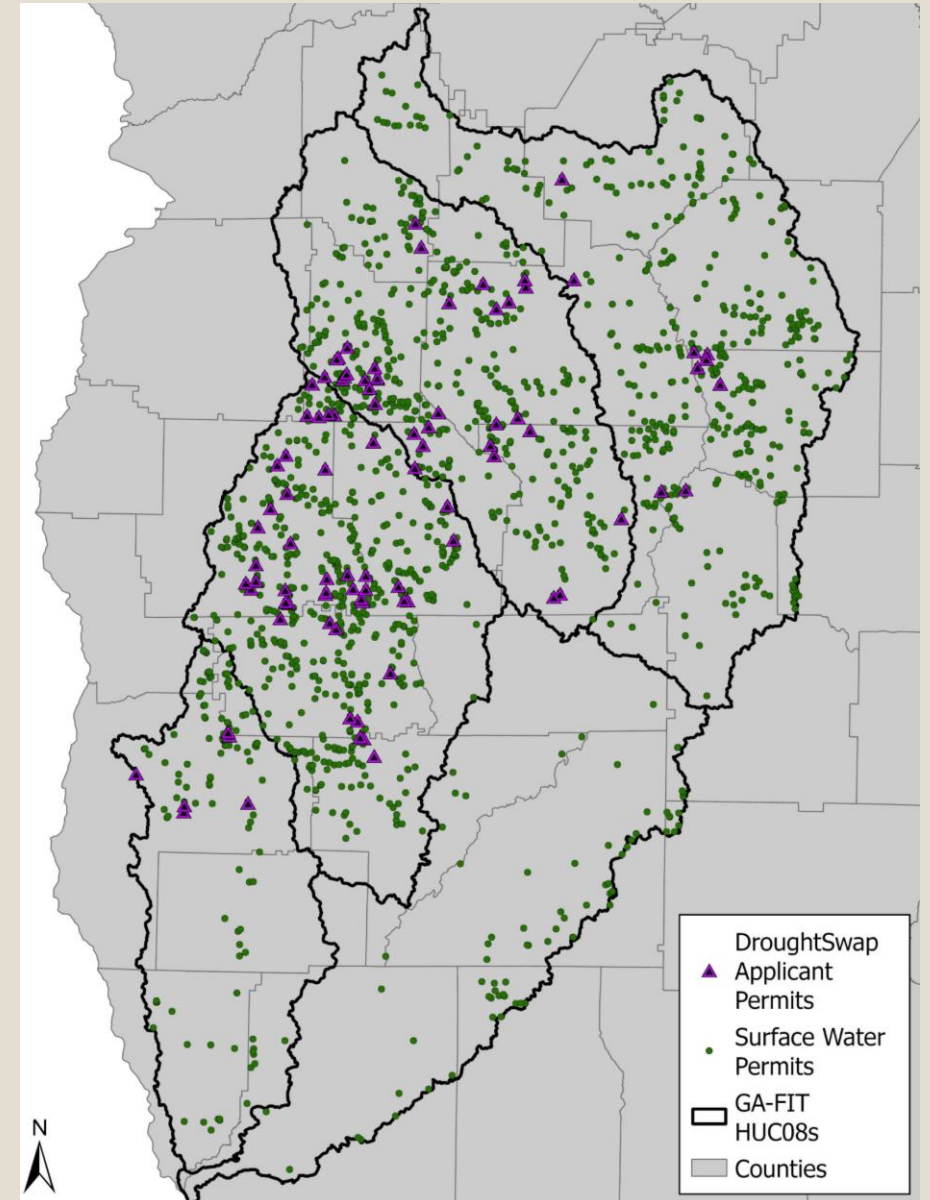 DroughtSwap
Applicant
Permits
Surface Water
Permits
GA-FIT
HUC08s
Counties
N